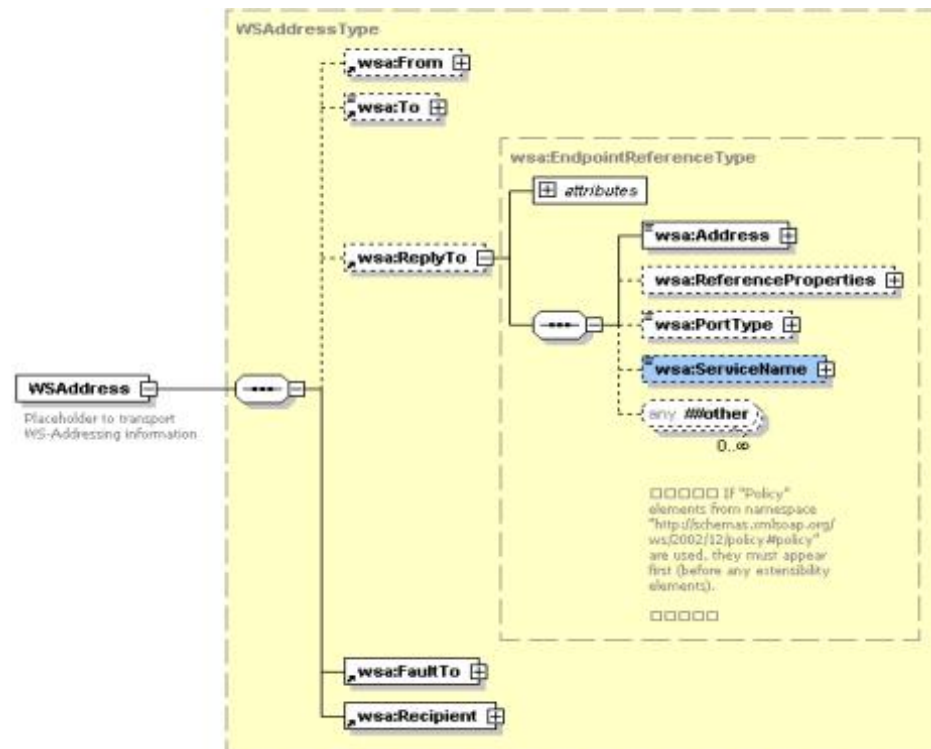 WSAddressType
wsa:From
wsa:To
wsa:EndpointReferenceType
attributes
wsa:Address
wsa:ReplyTo
wsa:ReferenceProperties
wsa:PortType
wsa:ServiceName
WSAddress
Placeholder to transport
WS-Addressing information
any ##other
0..∞
□□□□□ If "Policy"
elements from namespace
"http://schemas.xmlsoap.org/
ws/2002/12/policy#policy"
are used, they must appear
first (before any extensibility
elements).
□□□□□
wsa:FaultTo
wsa:Recipient